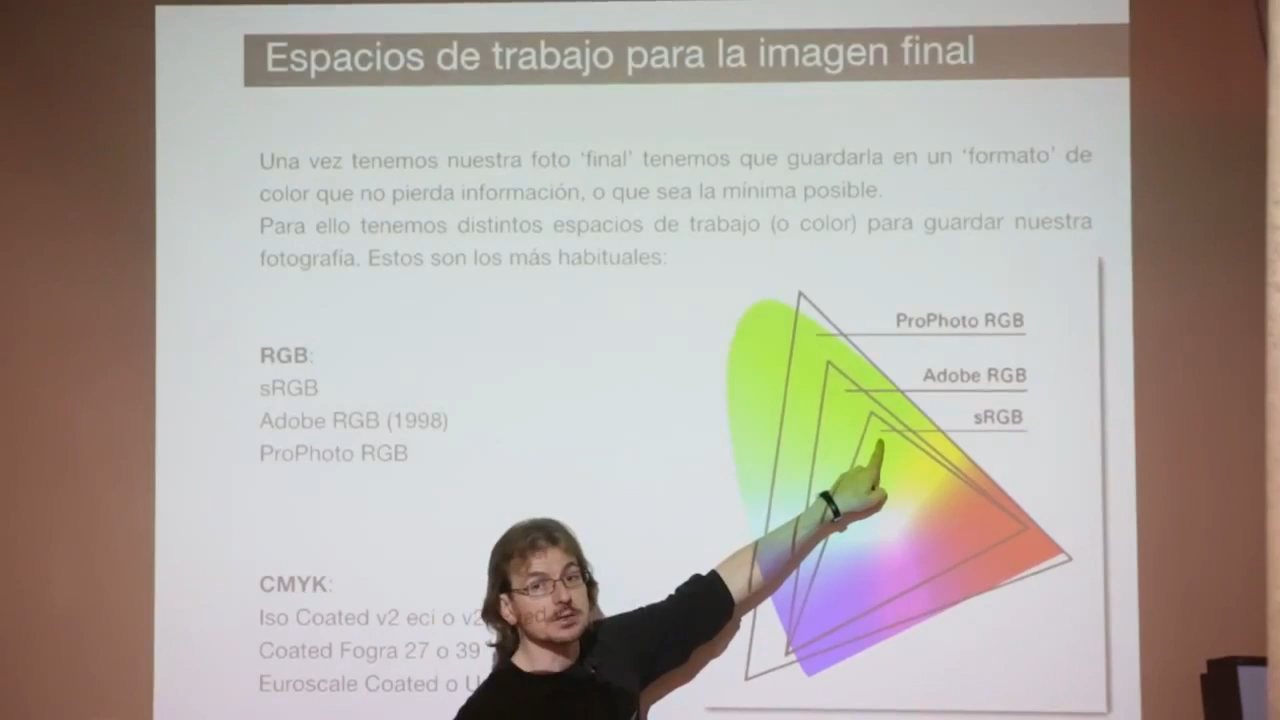 Espacios de trabajo para la imagen final
Una vez tenemos nuestra foto 'final' tenemos que guardarla en un 'formato' de
color que no pierda información, o que sea la mínima posible.
Para ello tenemos distintos espacios de trabajo (o color) para guardar nuestra
fotografía. Estos son los más habituales:
RGB:
sRGB
Adobe RGB (1998)
ProPhoto RGB
ProPhoto RGB
Adobe RGB
sRGB
CMYK:
Iso Coated v2 eci o v2
Coated Fogra 27 o 39
Euroscale Coated o